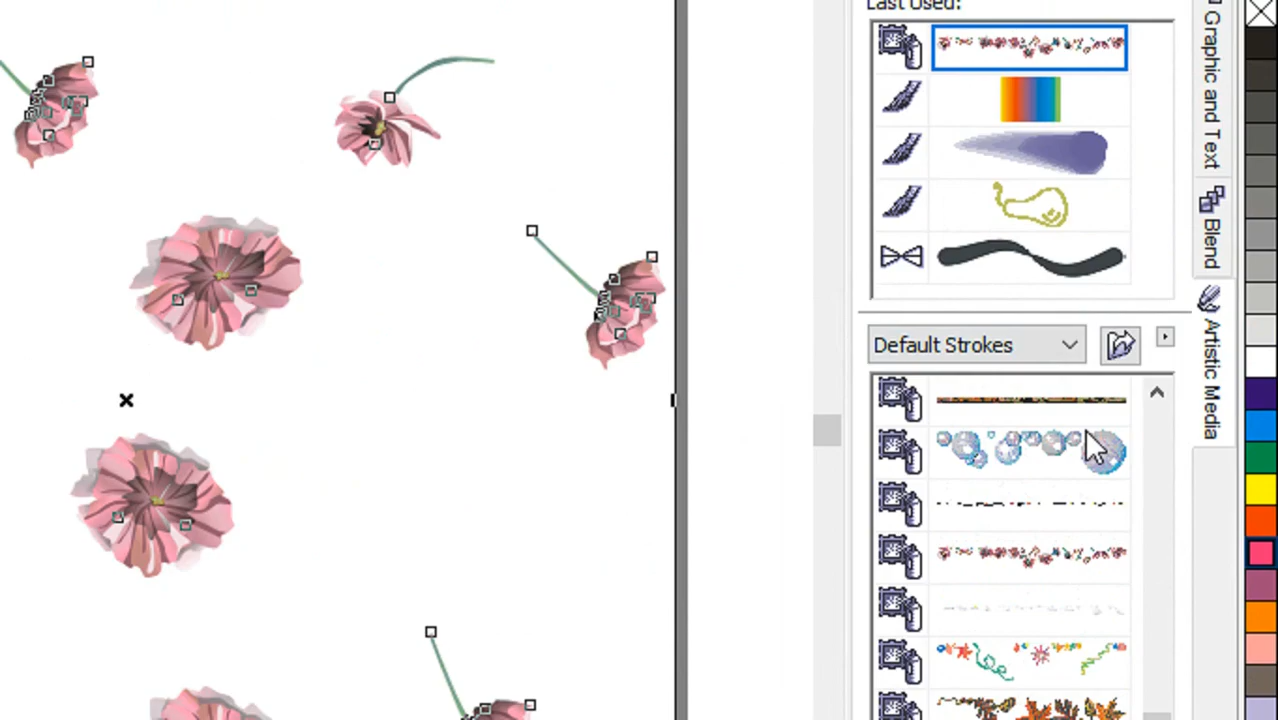 Last Used:
Graphic and Text
Blend
Default Strokes
Artistic Media